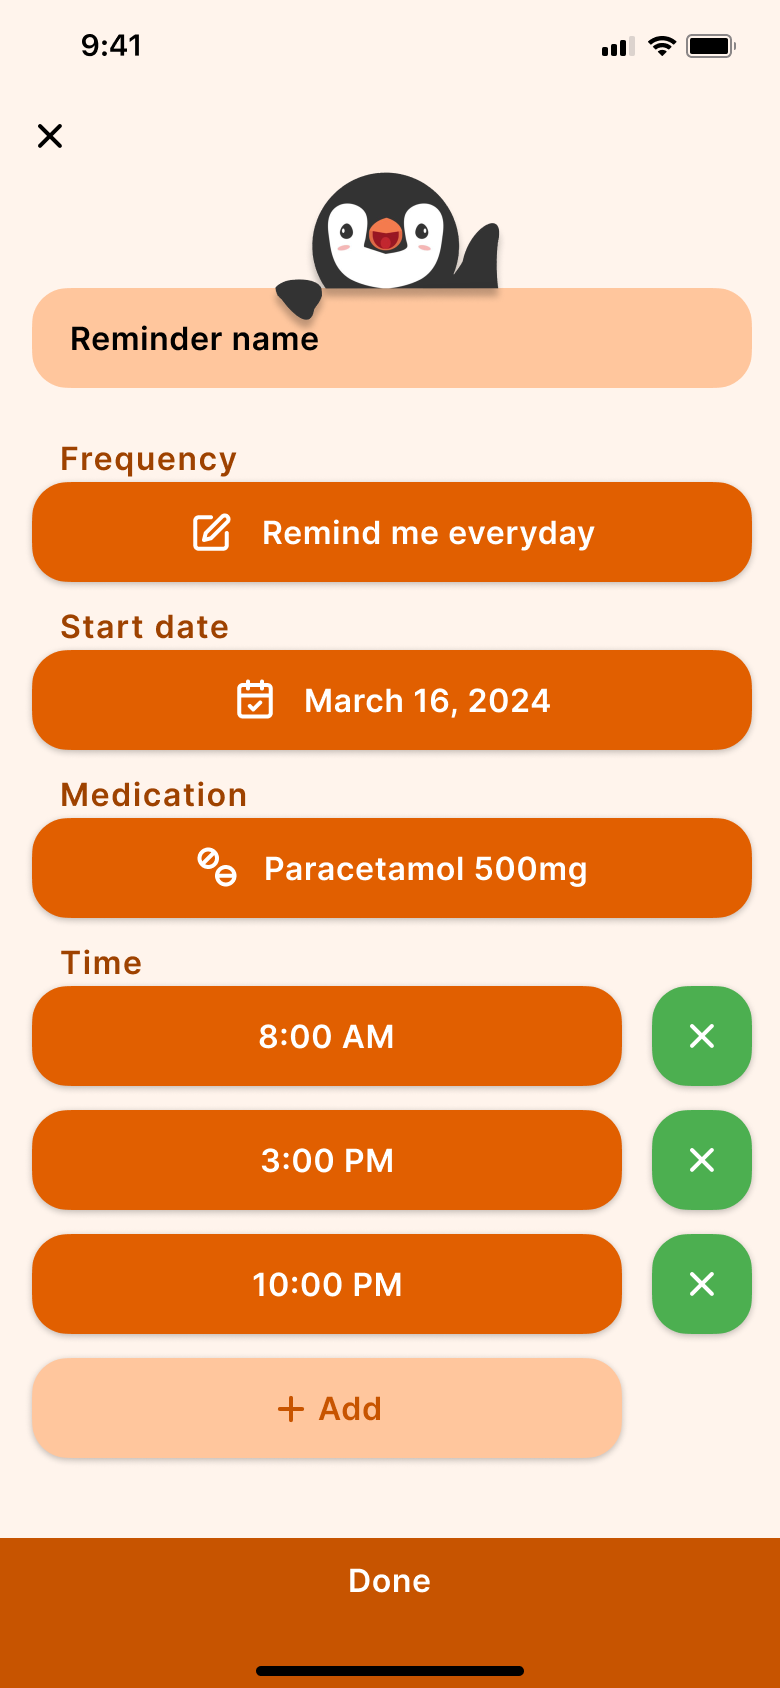 9:41
Reminder name
Frequency
Remind me everyday
Start date
March 16, 2024
Medication
Paracetamol 500mg
Time
8:00 AM
3:00 PM
10:00 PM
+ Add
Done